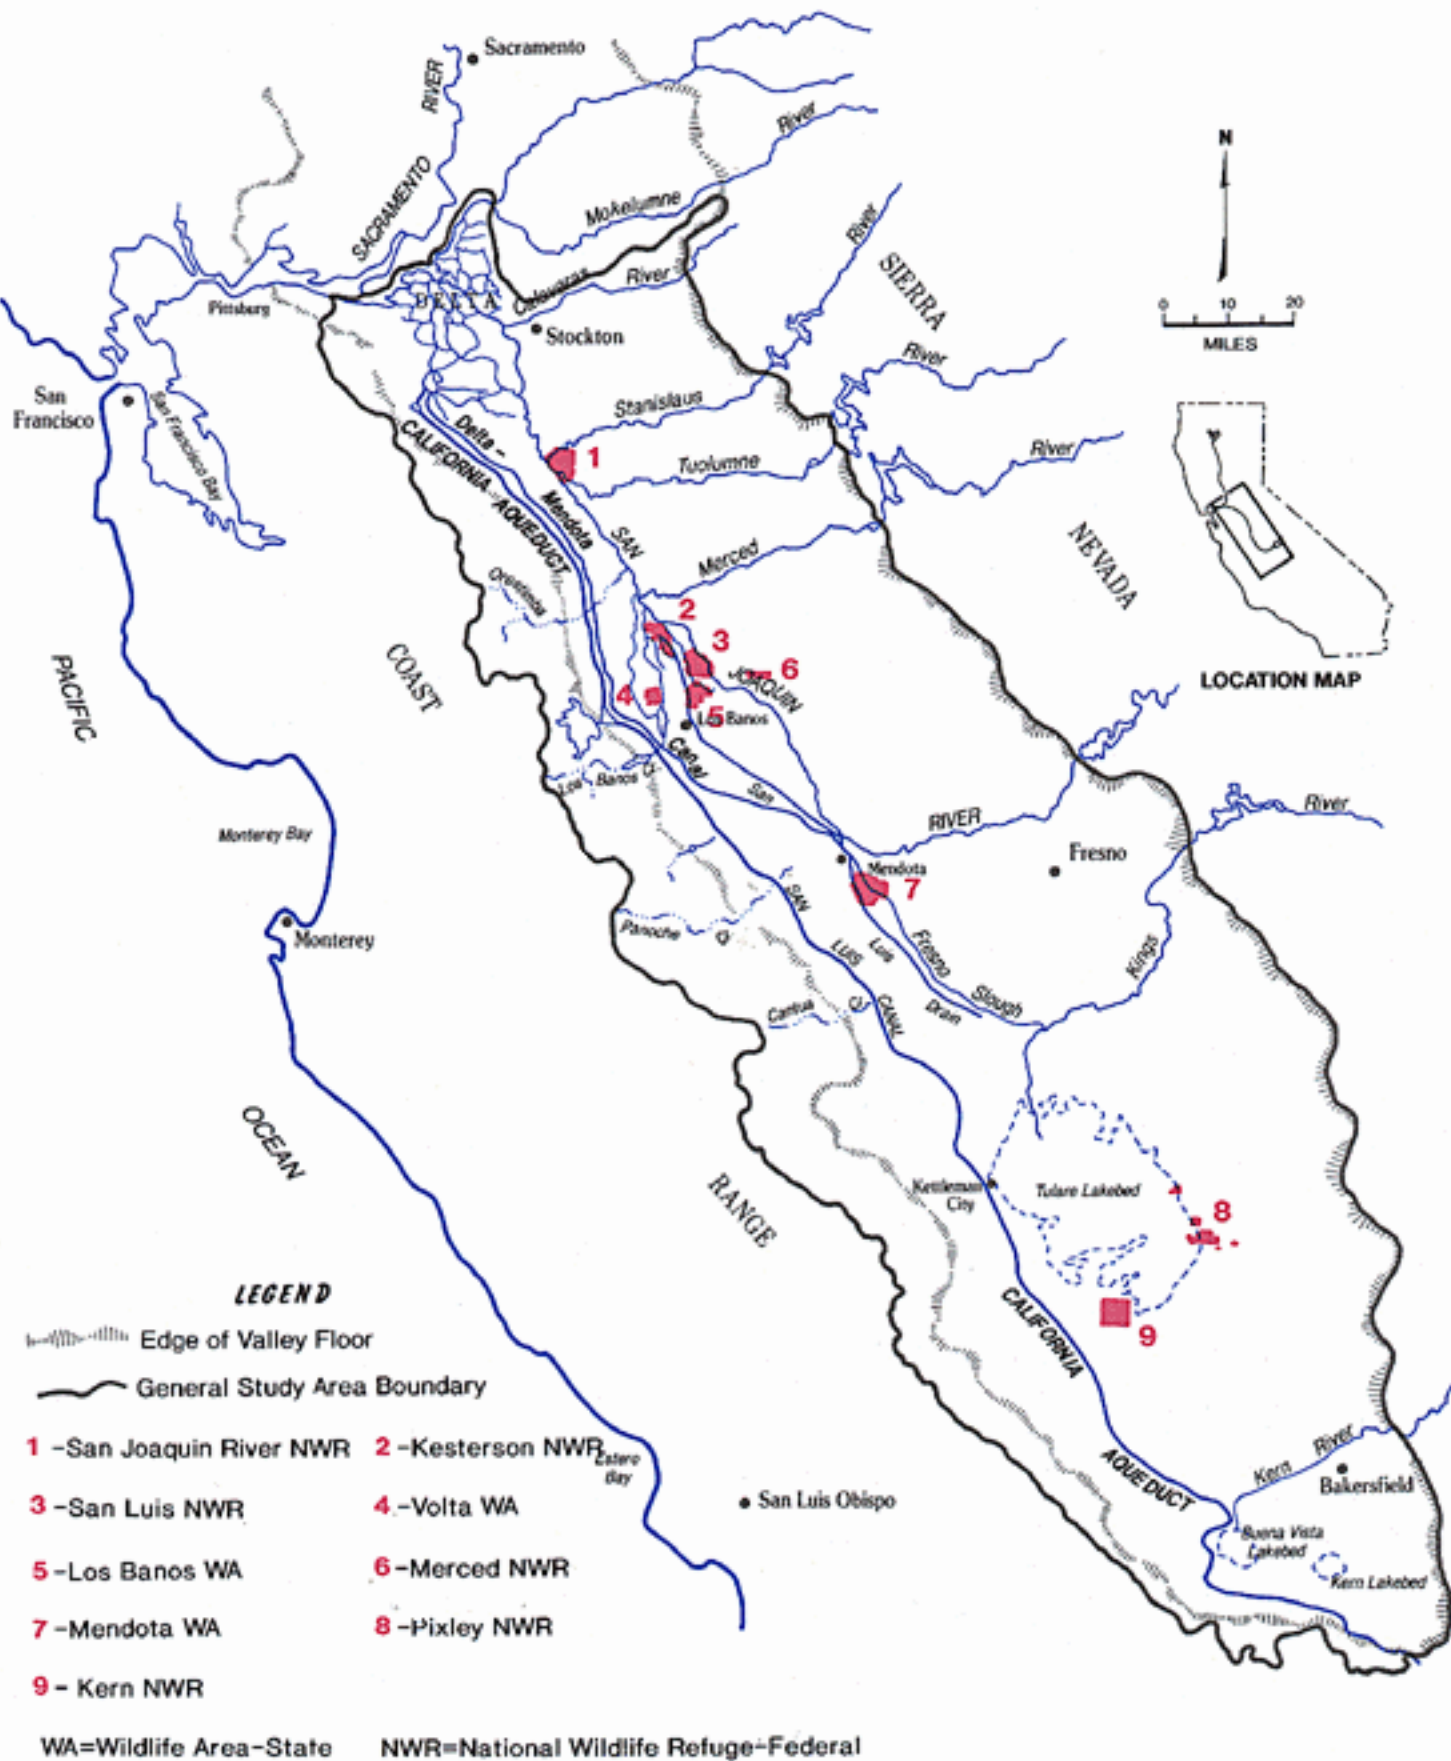 Sacramento
RIVER
SACRAMENTO
River
Mokelumne
River
SIERRA
N
0 10 20
MILES
Pittsburg
DELTA
Calaveras
River
Stockton
San
Francisco
San Francisco Bay
River
Stanislaus
Delta-
CALIFORNIA AQUEDUCT
1
Tuolumne
River
Mendota
SAN
NEVADA
Merced
Orestimba
2
3
6
JOAQUIN
LOCATION MAP
PACIFIC
COAST
4
5
Los Banos
Canal
Los Banos
Cr
San
RIVER
River
Monterey Bay
Fresno
Mendota
7
SAN
Monterey
Panoche
Cr
LUIS
Luis
Fresno
Kings
Slough
Cantua
Cr
CANAL
Drain
OCEAN
RANGE
Kettleman
City
Tulare Lakebed
8
CALIFORNIA
9
LEGEND
Edge of Valley Floor
General Study Area Boundary
1 -San Joaquin River NWR 2 -Kesterson NWR
Estero
Bay
3 -San Luis NWR 4 -Volta WA
San Luis Obispo
AQUEDUCT
Kern
River
Bakersfield
Buena Vista
Lakebed
Kern Lakebed
5 -Los Banos WA 6 -Merced NWR
7 -Mendota WA 8 -Pixley NWR
9 - Kern NWR
WA=Wildlife Area-State NWR=National Wildlife Refuge-Federal